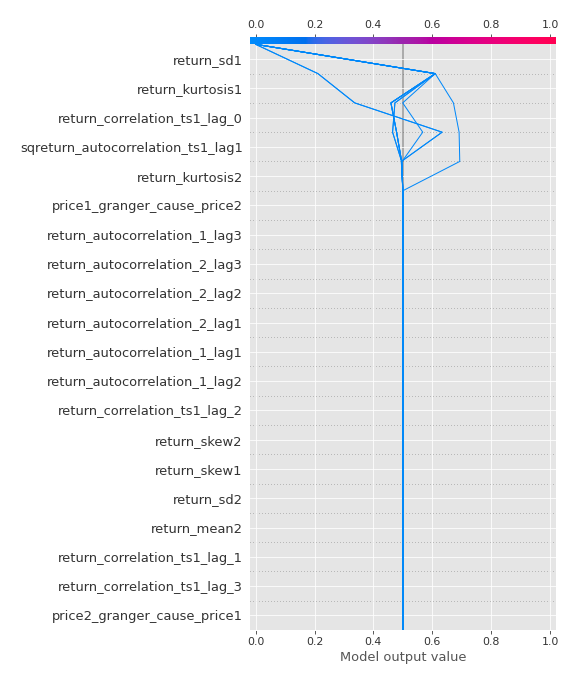 0.0 0.2 0.4 0.6 0.8 1.0
return_sd1
return_kurtosis1
return_correlation_ts1_lag_0
sqreturn_autocorrelation_ts1_lag1
return_kurtosis2
price1_granger_cause_price2
return_autocorrelation_1_lag3
return_autocorrelation_2_lag3
return_autocorrelation_2_lag2
return_autocorrelation_2_lag1
return_autocorrelation_1_lag1
return_autocorrelation_1_lag2
return_correlation_ts1_lag_2
return_skew2
return_skew1
return_sd2
return_mean2
return_correlation_ts1_lag_1
return_correlation_ts1_lag_3
price2_granger_cause_price1
0.0 0.2 0.4 0.6 0.8 1.0
Model output value